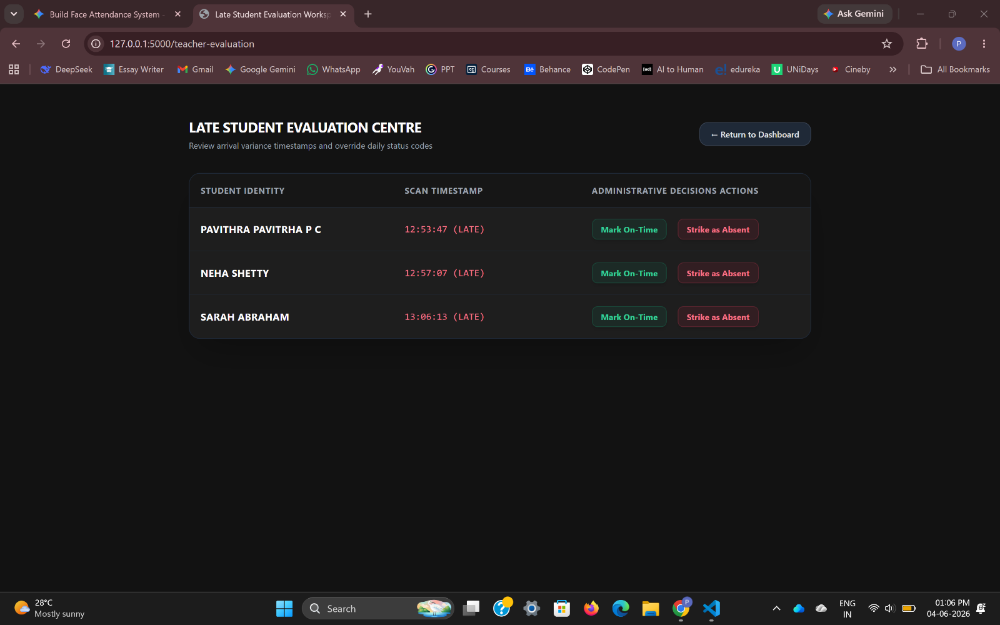 Build Face Attendance System -
Late Student Evaluation Worksp
Ask Gemini
127.0.0.1:5000/teacher-evaluation
P
DeepSeek
Essay Writer
Gmail
Google Gemini
WhatsApp
YouVah
PPT
Courses
Behance
CodePen
AI to Human
edureka
UNiDays
Cineby
All Bookmarks
LATE STUDENT EVALUATION CENTRE
Review arrival variance timestamps and override daily status codes
← Return to Dashboard
STUDENT IDENTITY SCAN TIMESTAMP ADMINISTRATIVE DECISIONS ACTIONS
PAVITHRA PAVITRHA P C 12:53:47 (LATE) Mark On-Time Strike as Absent
NEHA SHETTY 12:57:07 (LATE) Mark On-Time Strike as Absent
SARAH ABRAHAM 13:06:13 (LATE) Mark On-Time Strike as Absent
28°C
Mostly sunny
Search
ENG
IN
01:06 PM
04-06-2026